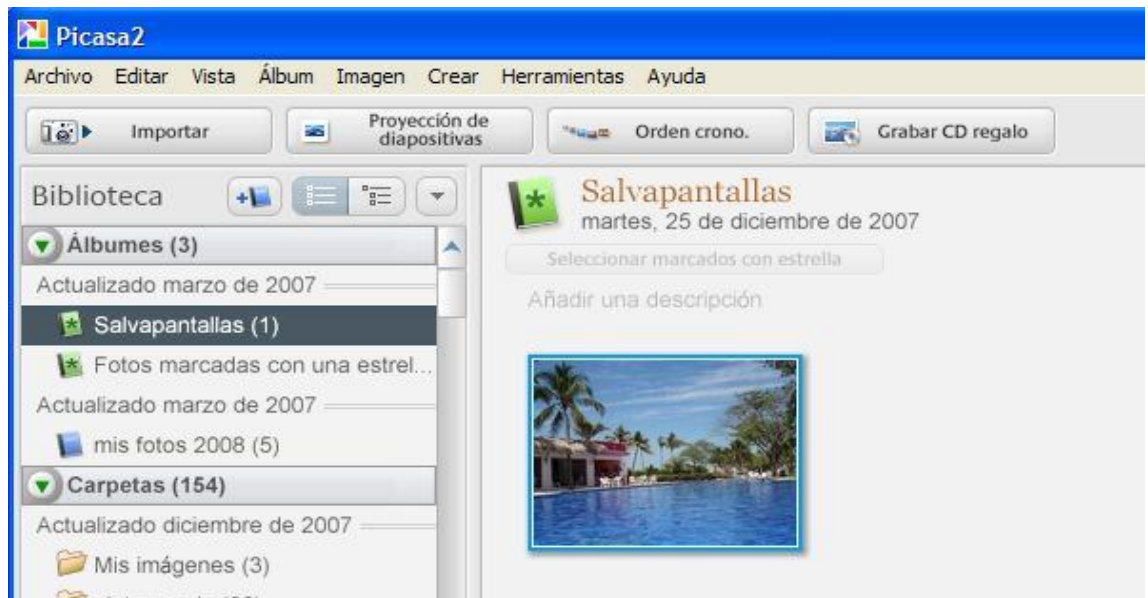 Picasa2
Archivo Editar Vista Álbum Imagen Crear Herramientas Ayuda
Importar
Proyección de
diapositivas
Orden crono.
Grabar CD regalo
Biblioteca
Álbumes (3)
Actualizado marzo de 2007
Salvapantallas (1)
Fotos marcadas con una estrel...
Actualizado marzo de 2007
mis fotos 2008 (5)
Carpetas (154)
Actualizado diciembre de 2007
Mis imágenes (3)
Salvapantallas
martes, 25 de diciembre de 2007
Seleccionar marcados con estrella
Añadir una descripción